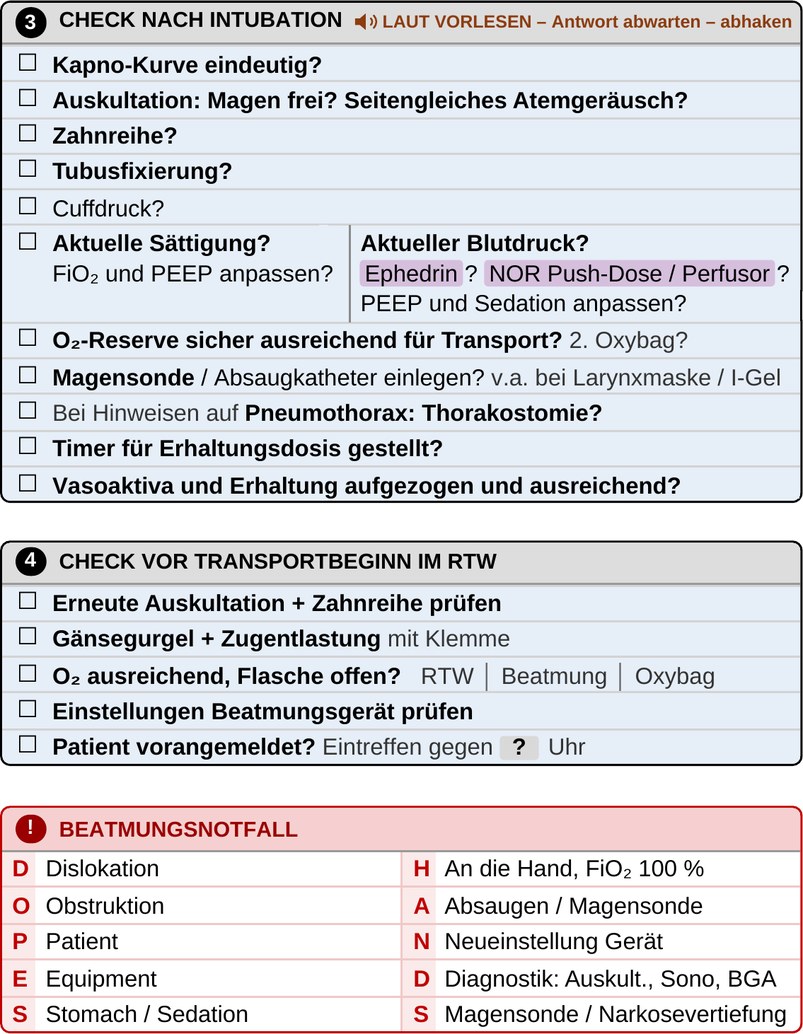 3 CHECK NACH INTUBATION LAUT VORLESEN – Antwort abwarten – abhaken
☐ Kapno-Kurve eindeutig?
☐ Auskultation: Magen frei? Seitengleiches Atemgeräusch?
☐ Zahnreihe?
☐ Tubusfixierung?
☐ Cuffdruck?
☐ Aktuelle Sättigung?
FiO₂ und PEEP anpassen?
Aktueller Blutdruck?
Ephedrin ? NOR Push-Dose / Perfusor ?
PEEP und Sedation anpassen?
☐ O₂-Reserve sicher ausreichend für Transport? 2. Oxybag?
☐ Magensonde / Absaugkatheter einlegen? v.a. bei Larynxmaske / I-Gel
☐ Bei Hinweisen auf Pneumothorax: Thorakostomie?
☐ Timer für Erhaltungsdosis gestellt?
☐ Vasoaktiva und Erhaltung aufgezogen und ausreichend?
4 CHECK VOR TRANSPORTBEGINN IM RTW
☐ Erneute Auskultation + Zahnreihe prüfen
☐ Gänsegurgel + Zugentlastung mit Klemme
☐ O₂ ausreichend, Flasche offen? RTW | Beatmung | Oxybag
☐ Einstellungen Beatmungsgerät prüfen
☐ Patient vorangemeldet? Eintreffen gegen ? Uhr
! BEATMUNGSNOTFALL
D Dislokation
O Obstruktion
P Patient
E Equipment
S Stomach / Sedation
H An die Hand, FiO₂ 100 %
A Absaugen / Magensonde
N Neueinstellung Gerät
D Diagnostik: Auskult., Sono, BGA
S Magensonde / Narkosevertiefung